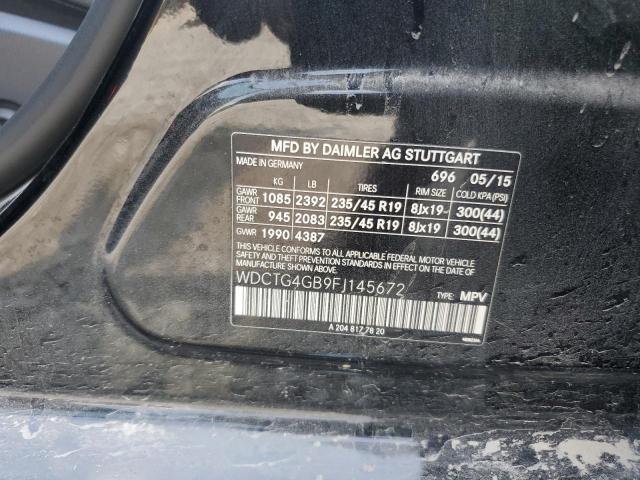 MFD BY DAIMLER AG STUTTGART
MADE IN GERMANY 696 05/15
KG LB TIRES RIM SIZE COLD KPA(PSI)
GAWR FRONT 1085 2392 235/45 R19 8Jx19 300(44)
GAWR REAR 945 2083 235/45 R19 8Jx19 300(44)
GVWR 1990 4387
THIS VEHICLE CONFORMS TO ALL APPLICABLE FEDERAL MOTOR VEHICLE
SAFETY BUMPER, AND THEFT PREVENTION STANDARDS IN EFFECT ON THE DATE
OF MANUFACTURE SHOWN ABOVE.
WDCTG4GB9FJ145672 TYPE: MPV
A 204 817 78 20